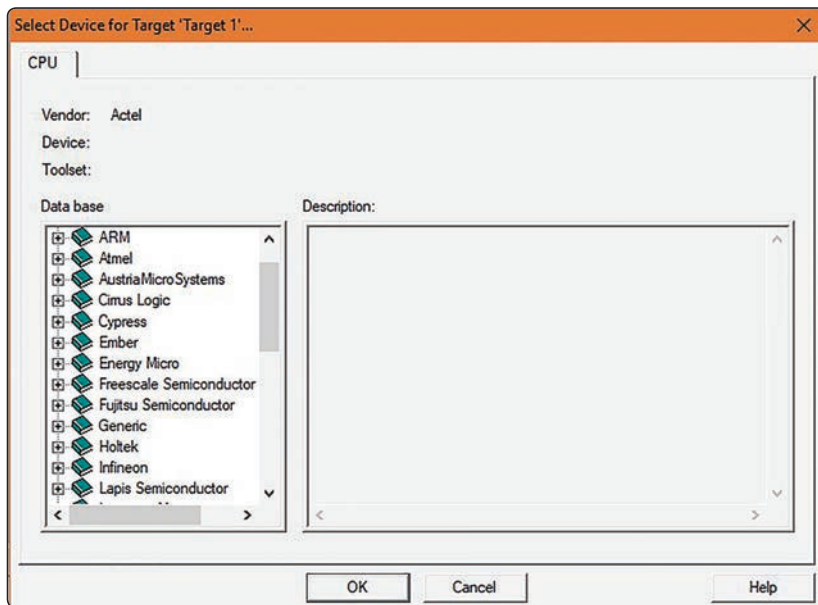 Select Device for Target 'Target 1'...
CPU
Vendor: Actel
Device:
Toolset:
Data base
Description:
ARM
Atmel
AustriaMicroSystems
Cirrus Logic
Cypress
Ember
Energy Micro
Freescale Semiconductor
Fujitsu Semiconductor
Generic
Holtek
Infineon
Lapis Semiconductor
OK
Cancel
Help